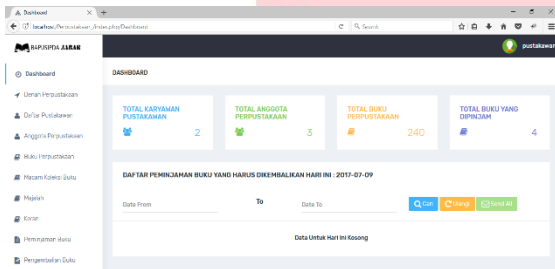 Dashboard
localhost/Perpustakaan_/index.php/Dashboard
Search
BAPUSIPDA JABAR
pustakawan
Dashboard
DASHBOARD
Denah Perpustakaan
Daftar Pustakawan
Anggota Perpustakaan
Buku Perpustakaan
Macam Koleksi Buku
Majalah
Koran
Peminjaman Buku
Pengembalian Buku
TOTAL KARYAWAN
PUSTAKAWAN
2
TOTAL ANGGOTA
PERPUSTAKAAN
3
TOTAL BUKU
PERPUSTAKAAN
240
TOTAL BUKU YANG
DIPINJAM
4
DAFTAR PEMINJAMAN BUKU YANG HARUS DIKEMBALIKAN HARI INI : 2017-07-09
Date From
To
Date To
Cari
Ulangi
Send All
Data Untuk Hari Ini Kosong